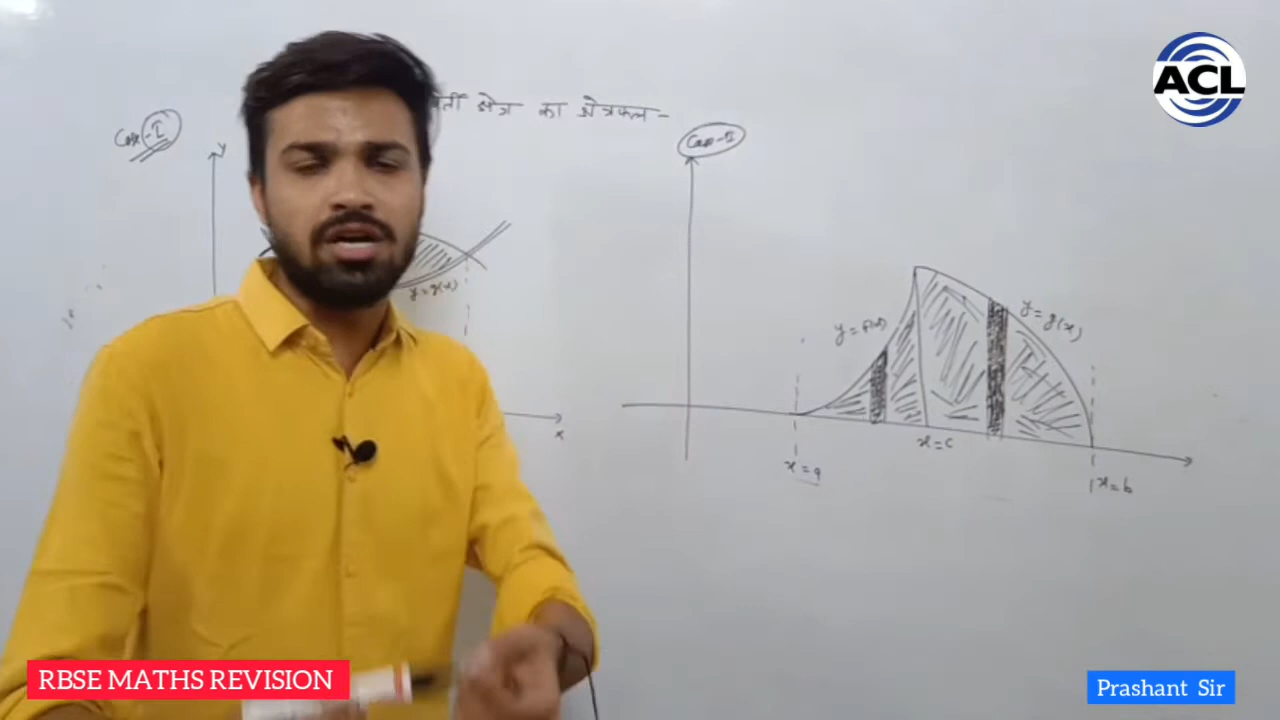 ACL
क्षेत्र का क्षेत्रफल -
Case - I
Case - II
y
y = g(x)
x
y = f(x)
y = g(x)
x = c
x = a
x = b
RBSE MATHS REVISION
Prashant Sir